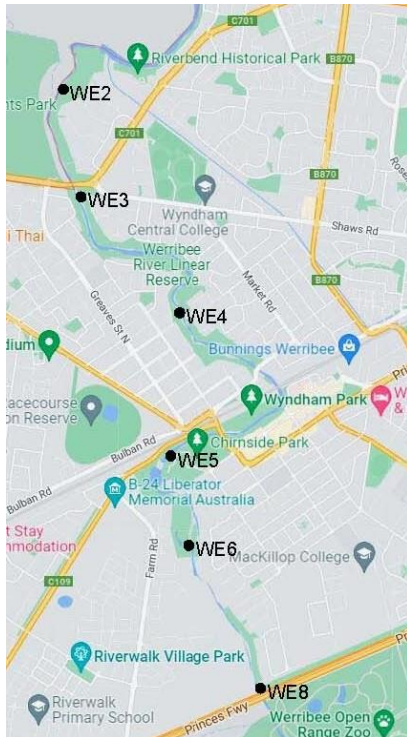 C701
Riverbend Historical Park
B870
WE2
nts Park
C701
B870
WE3
Wyndham
Central College
Shaws Rd
i Thai
Werribee
River Linear
Reserve
B870
Market Rd
Greaves St N
WE4
dium
Bunnings Werribee
Wyndham Park
W
&
acecourse
on Reserve
Bulban Rd
Chirnside Park
WE5
Bulban Rd
B-24 Liberator
Memorial Australia
t Stay
mmodation
WE6
MacKillop College
Farm Rd
C109
Riverwalk Village Park
WE8
Riverwalk
Primary School
Princes Fwy
Werribee Open
Range Zoo